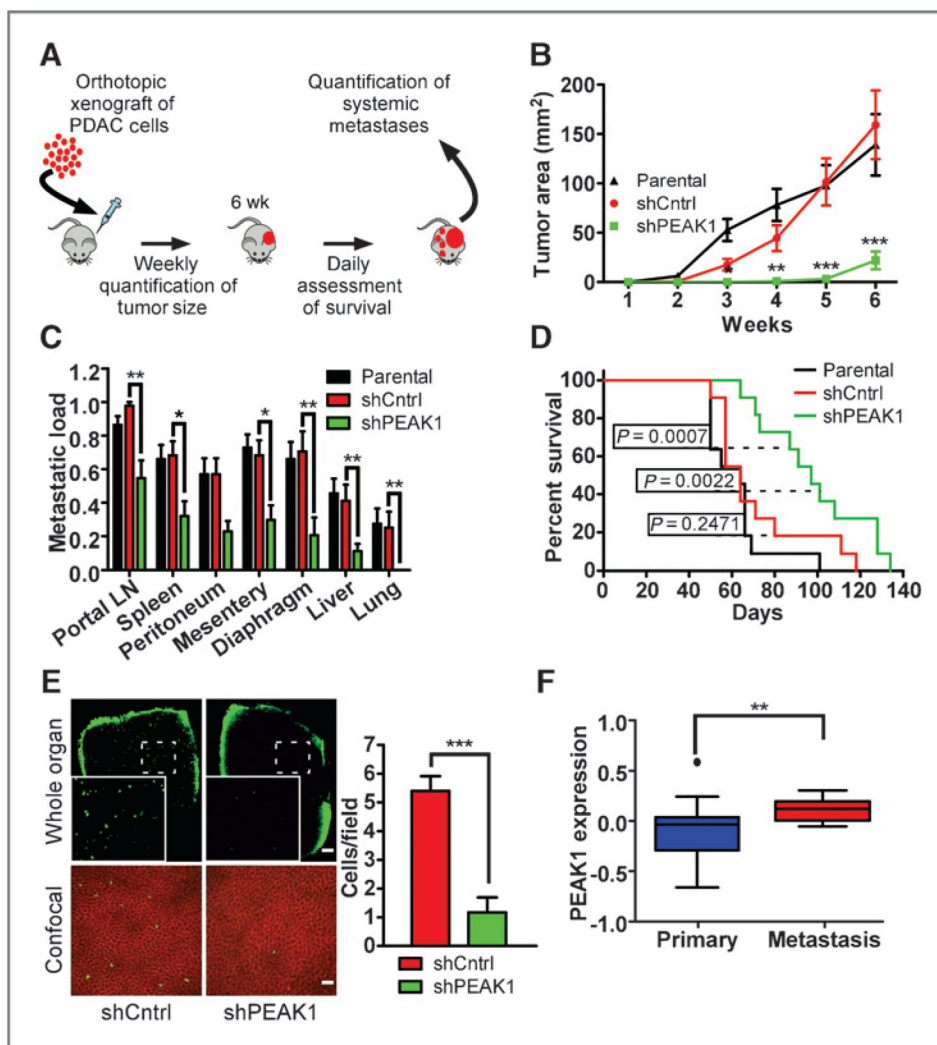 A
Orthotopic
xenograft of
PDAC cells
Quantification of
systemic
metastases
6 wk
Weekly
quantification of
tumor size
Daily
assessment
of survival
B
Tumor area (mm²)
200
150
100
50
0
Parental
shCntrl
shPEAK1
* ** *** ***
1 2 3 4 5 6
Weeks
C
Metastatic load
1.2
1.0
0.8
0.6
0.4
0.2
0.0
Parental
shCntrl
shPEAK1
** * * ** ** **
Portal LN
Spleen
Peritoneum
Mesentery
Diaphragm
Liver
Lung
D
Percent survival
100
80
60
40
20
0
Parental
shCntrl
shPEAK1
P = 0.0007
P = 0.0022
P = 0.2471
0 20 40 60 80 100 120 140
Days
E
Whole organ
Confocal
shCntrl shPEAK1
Cells/field
7
6
5
4
3
2
1
0
***
shCntrl
shPEAK1
F
PEAK1 expression
1.0
0.5
0.0
-0.5
-1.0
**
Primary Metastasis